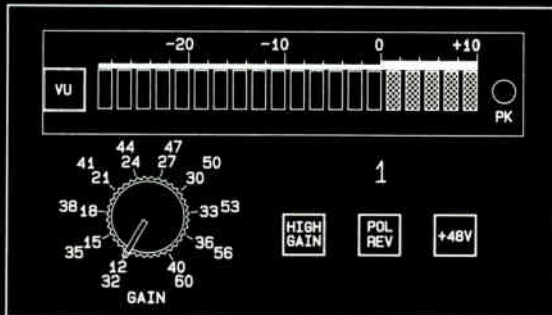 -20 -10 0 +10
VU
PK
44 47
41 24 27 50
21 30
38 18 33 53
35 15 36 56
12 40
32 60
GAIN
1
HIGH
GAIN
POL
REV
+48V